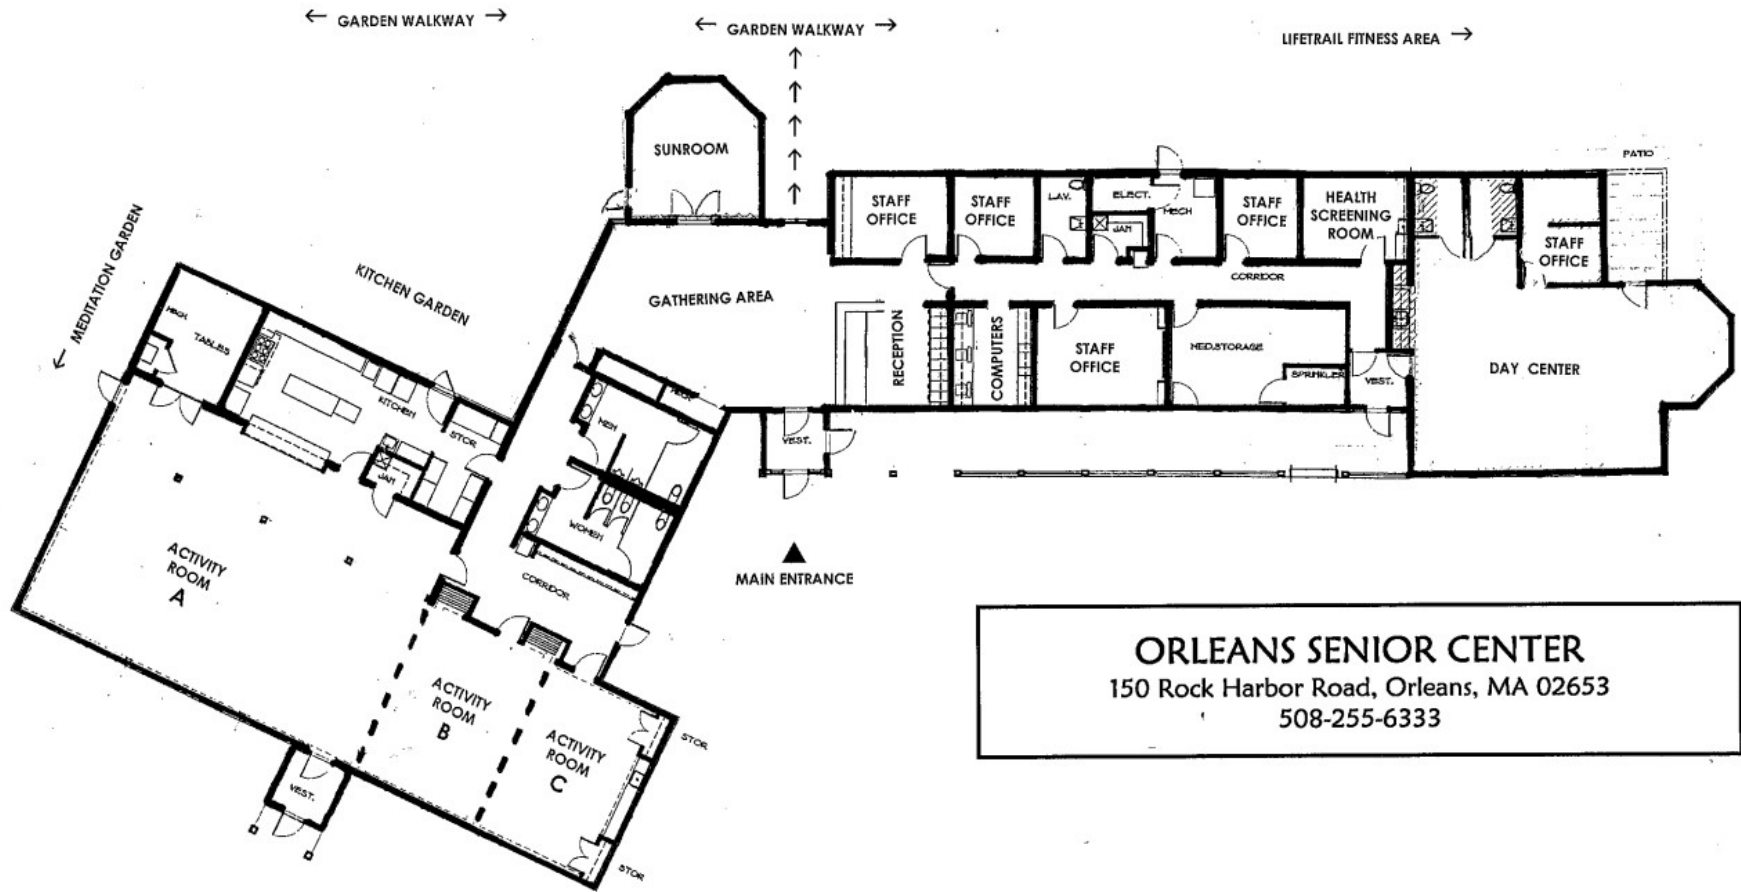 ← GARDEN WALKWAY →
← GARDEN WALKWAY →
LIFETRAIL FITNESS AREA →
SUNROOM
PATIO
STAFF
OFFICE
STAFF
OFFICE
LAV.
ELECT.
JAN
MECH
STAFF
OFFICE
HEALTH
SCREENING
ROOM
STAFF
OFFICE
← MEDITATION GARDEN
KITCHEN GARDEN
GATHERING AREA
CORRIDOR
MECH.
TABLES
RECEPTION
COMPUTERS
STAFF
OFFICE
MED.STORAGE
SPRINKLER
VEST.
DAY CENTER
KITCHEN
STOR
JAN
MECH
MEN
WOMEN
VEST.
ACTIVITY
ROOM
A
CORRIDOR
MAIN ENTRANCE
ACTIVITY
ROOM
B
ACTIVITY
ROOM
C
STOR
STOR
VEST.
ORLEANS SENIOR CENTER
150 Rock Harbor Road, Orleans, MA 02653
508-255-6333